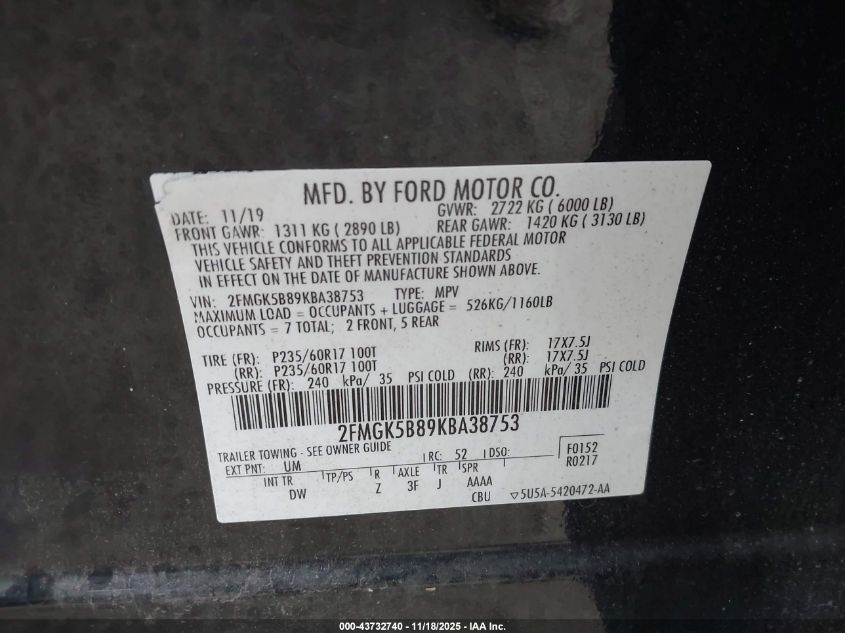 MFD. BY FORD MOTOR CO.
DATE: 11/19 GVWR: 2722 KG ( 6000 LB)
FRONT GAWR: 1311 KG ( 2890 LB) REAR GAWR: 1420 KG ( 3130 LB)
THIS VEHICLE CONFORMS TO ALL APPLICABLE FEDERAL MOTOR
VEHICLE SAFETY AND THEFT PREVENTION STANDARDS
IN EFFECT ON THE DATE OF MANUFACTURE SHOWN ABOVE.
VIN: 2FMGK5B89KBA38753 TYPE: MPV
MAXIMUM LOAD = OCCUPANTS + LUGGAGE = 526KG/1160LB
OCCUPANTS = 7 TOTAL; 2 FRONT, 5 REAR
TIRE (FR): P235/60R17 100T RIMS (FR): 17X7.5J
(RR): P235/60R17 100T (RR): 17X7.5J
PRESSURE (FR): 240 kPa/ 35 PSI COLD (RR): 240 kPa/ 35 PSI COLD
2FMGK5B89KBA38753
TRAILER TOWING - SEE OWNER GUIDE
EXT PNT: UM RC: 52 DSO: F0152
R0217
INT TR TP/PS R AXLE TR SPR
DW Z 3F J AAAA
CBU ▽5U5A-5420472-AA
000-43732740 - 11/18/2025 - IAA Inc.